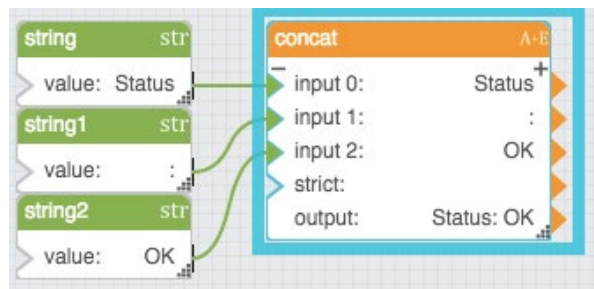 string str
value: Status
string1 str
value: :
string2 str
value: OK
concat A+E
− +
input 0: Status
input 1: :
input 2: OK
strict:
output: Status: OK